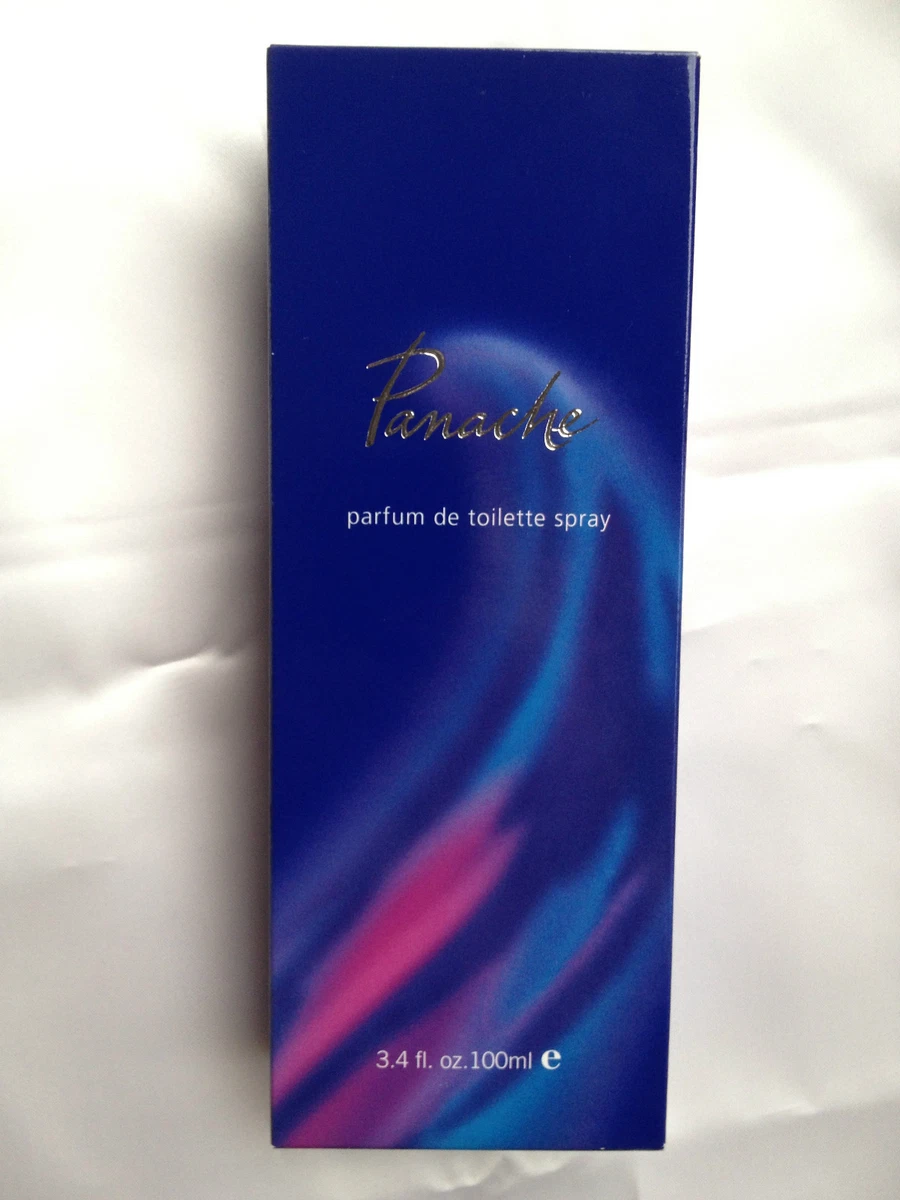 Panache
parfum de toilette spray
3.4 fl. oz.100ml ℮